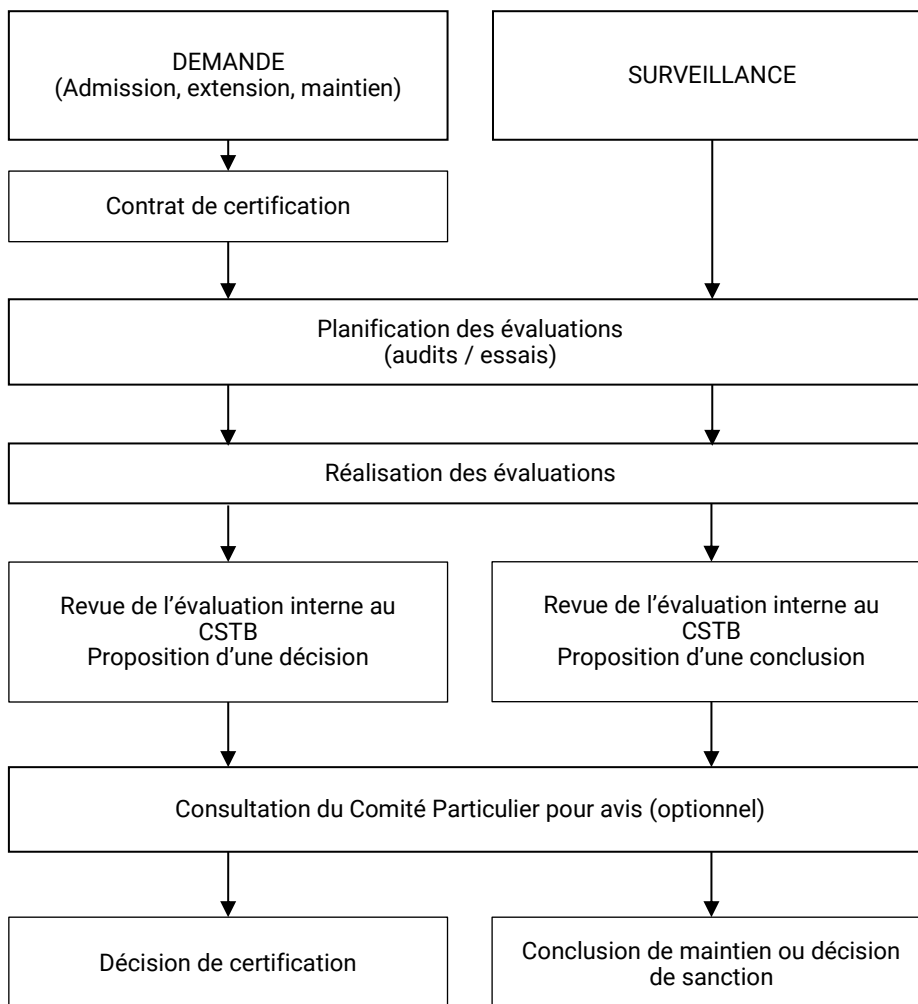 DEMANDE
(Admission, extension, maintien)
SURVEILLANCE
Contrat de certification
Planification des évaluations
(audits / essais)
Réalisation des évaluations
Revue de l’évaluation interne au
CSTB
Proposition d’une décision
Revue de l’évaluation interne au
CSTB
Proposition d’une conclusion
Consultation du Comité Particulier pour avis (optionnel)
Décision de certification
Conclusion de maintien ou décision
de sanction